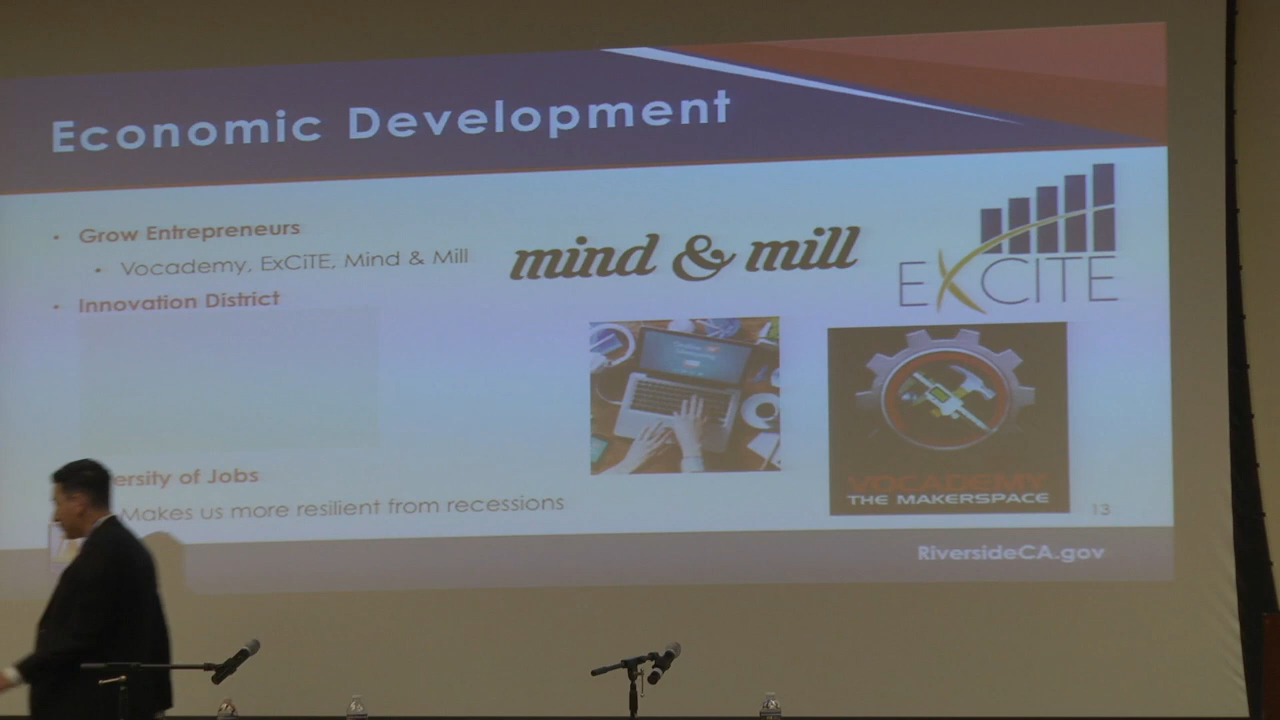 Economic Development
• Grow Entrepreneurs
• Vocademy, ExCiTE, Mind & Mill
• Innovation District
ersity of Jobs
Makes us more resilient from recessions
mind & mill
EXCITE
VOCADEMY
THE MAKERSPACE
13
RiversideCA.gov